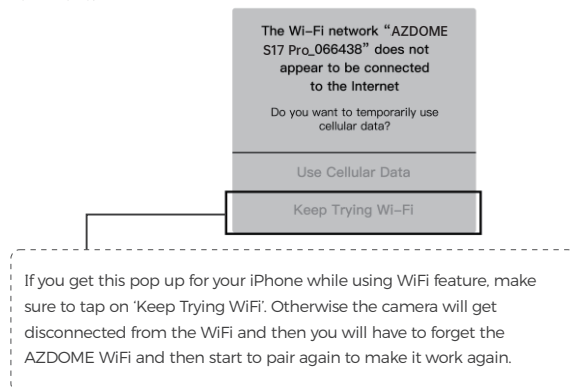 The Wi-Fi network “AZDOME
S17 Pro_066438” does not
appear to be connected
to the Internet
Do you want to temporarily use
cellular data?
Use Cellular Data
Keep Trying Wi-Fi
If you get this pop up for your iPhone while using WiFi feature, make
sure to tap on ‘Keep Trying WiFi’. Otherwise the camera will get
disconnected from the WiFi and then you will have to forget the
AZDOME WiFi and then start to pair again to make it work again.